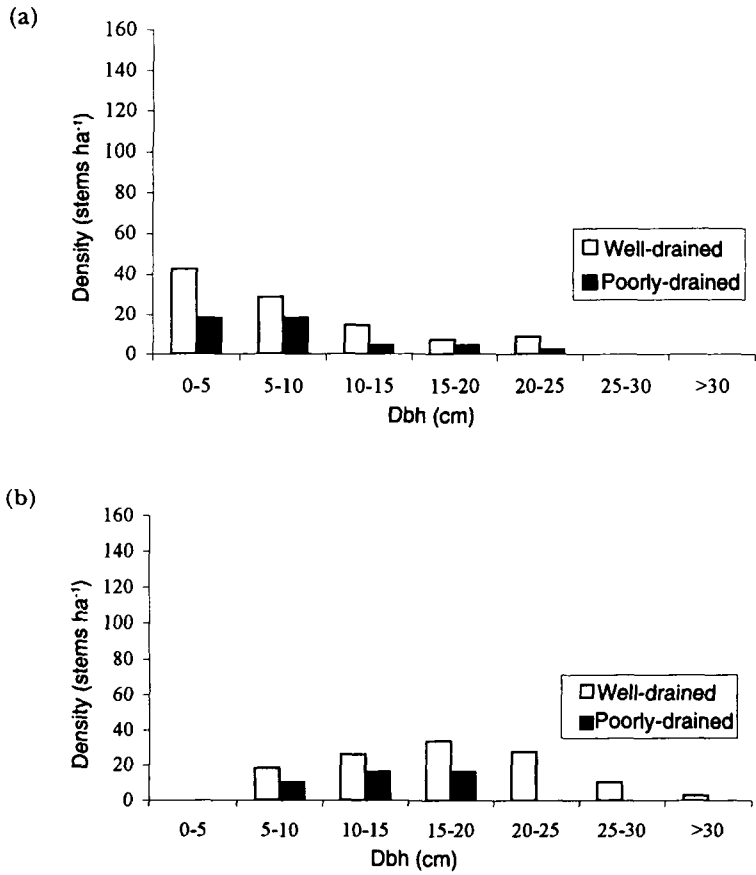 (a)
160
140
120
100
80
60
40
20
0
Density (stems ha⁻¹)
Well-drained
Poorly-drained
0-5 5-10 10-15 15-20 20-25 25-30 >30
Dbh (cm)
(b)
160
140
120
100
80
60
40
20
0
Density (stems ha⁻¹)
Well-drained
Poorly-drained
0-5 5-10 10-15 15-20 20-25 25-30 >30
Dbh (cm)